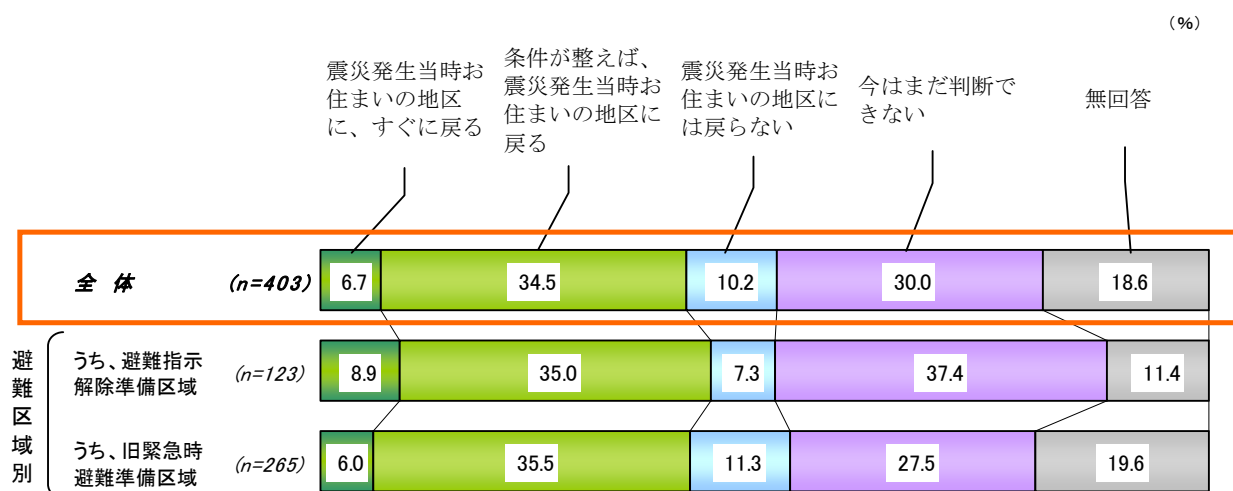 (%)
震災発生当時お
住まいの地区
に、すぐに戻る
条件が整えば、
震災発生当時お
住まいの地区に
戻る
震災発生当時お
住まいの地区に
は戻らない
今はまだ判断で
きない
無回答
全 体 (n=403) 6.7 34.5 10.2 30.0 18.6
避難区域別
うち、避難指示
解除準備区域
(n=123) 8.9 35.0 7.3 37.4 11.4
うち、旧緊急時
避難準備区域
(n=265) 6.0 35.5 11.3 27.5 19.6